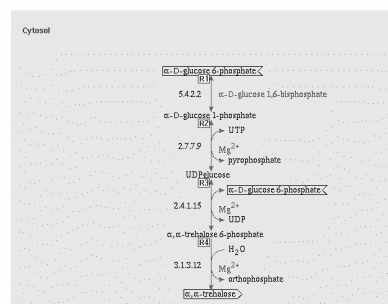 Cytosol
α-D-glucose 6-phosphate
R1
5.4.2.2 α-D-glucose 1,6-bisphosphate
α-D-glucose 1-phosphate
R2
UTP
2.7.7.9 Mg2+
pyrophosphate
UDPglucose
R3
α-D-glucose 6-phosphate
2.4.1.15 Mg2+
UDP
α,α-trehalose 6-phosphate
R4
H2O
3.1.3.12 Mg2+
orthophosphate
α,α-trehalose